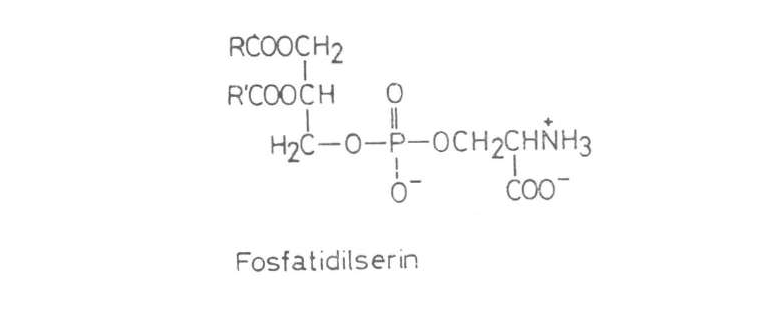 RCOOCH2
R'COOCH O
H2C-O-P-OCH2CHNH3 +
O- COO-
Fosfatidilserin